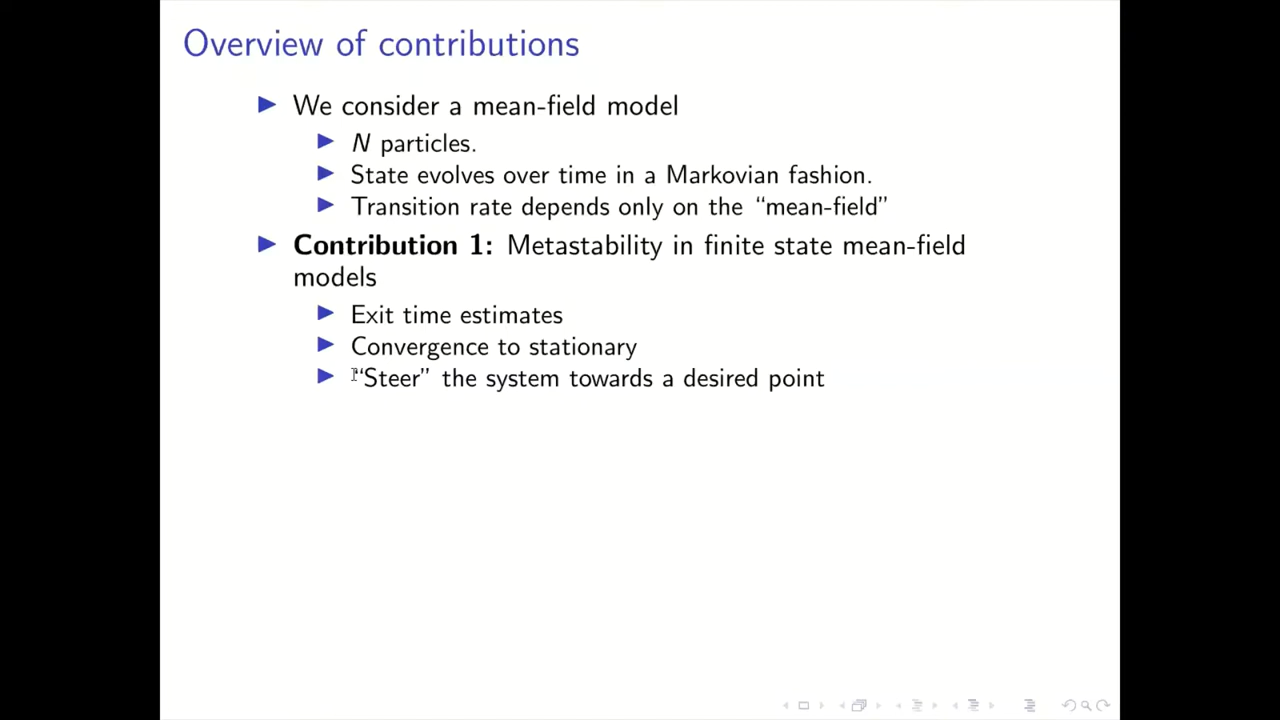 Overview of contributions
We consider a mean-field model
N particles.
State evolves over time in a Markovian fashion.
Transition rate depends only on the “mean-field”
Contribution 1: Metastability in finite state mean-field
models
Exit time estimates
Convergence to stationary
“Steer” the system towards a desired point